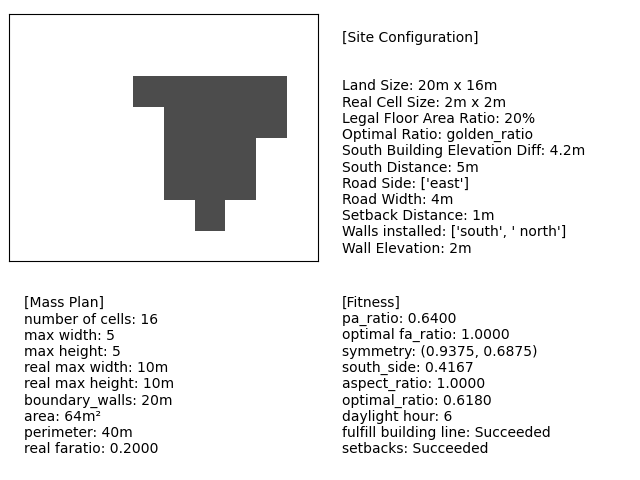 [Site Configuration]
Land Size: 20m x 16m
Real Cell Size: 2m x 2m
Legal Floor Area Ratio: 20%
Optimal Ratio: golden_ratio
South Building Elevation Diff: 4.2m
South Distance: 5m
Road Side: ['east']
Road Width: 4m
Setback Distance: 1m
Walls installed: ['south', ' north']
Wall Elevation: 2m
[Mass Plan]
number of cells: 16
max width: 5
max height: 5
real max width: 10m
real max height: 10m
boundary_walls: 20m
area: 64m²
perimeter: 40m
real faratio: 0.2000
[Fitness]
pa_ratio: 0.6400
optimal fa_ratio: 1.0000
symmetry: (0.9375, 0.6875)
south_side: 0.4167
aspect_ratio: 1.0000
optimal_ratio: 0.6180
daylight hour: 6
fulfill building line: Succeeded
setbacks: Succeeded